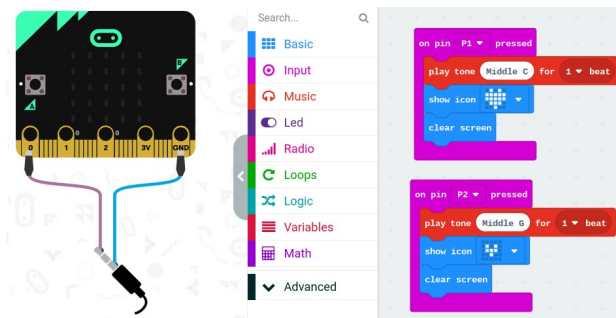 Search...
Basic
Input
Music
Led
Radio
Loops
Logic
Variables
Math
Advanced
B
A
0 1 2 3V GND
0 0
on pin P1 pressed
play tone Middle C for 1 beat
show icon
clear screen
on pin P2 pressed
play tone Middle G for 1 beat
show icon
clear screen